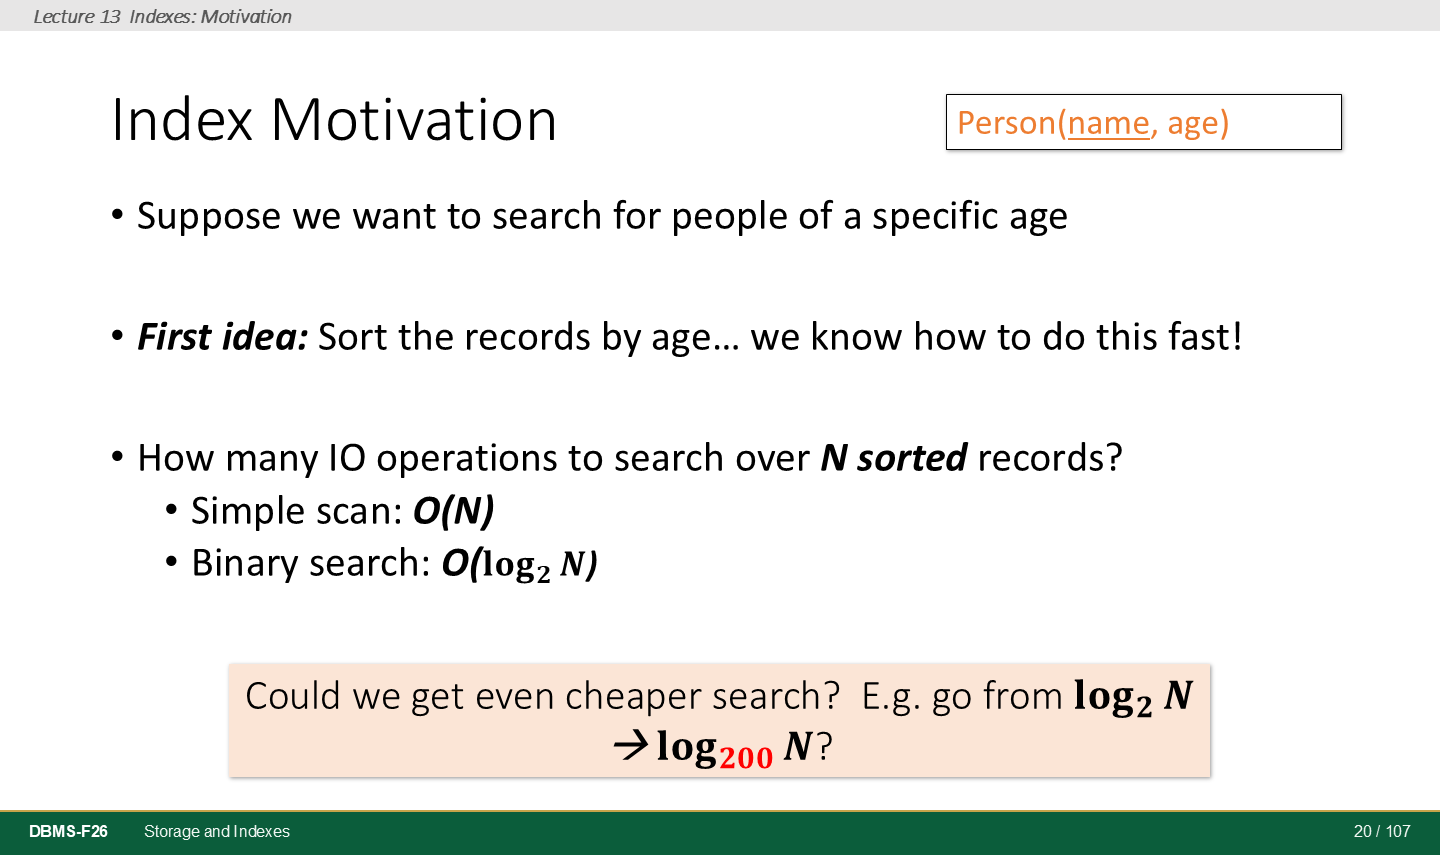 Lecture 13 Indexes: Motivation
Index Motivation
Person(name, age)
• Suppose we want to search for people of a specific age
• First idea: Sort the records by age... we know how to do this fast!
• How many IO operations to search over N sorted records?
• Simple scan: O(N)
• Binary search: O(log₂ N)
Could we get even cheaper search? E.g. go from log₂ N
→ log₂₀₀ N?
DBMS-F26 Storage and Indexes 20 / 107